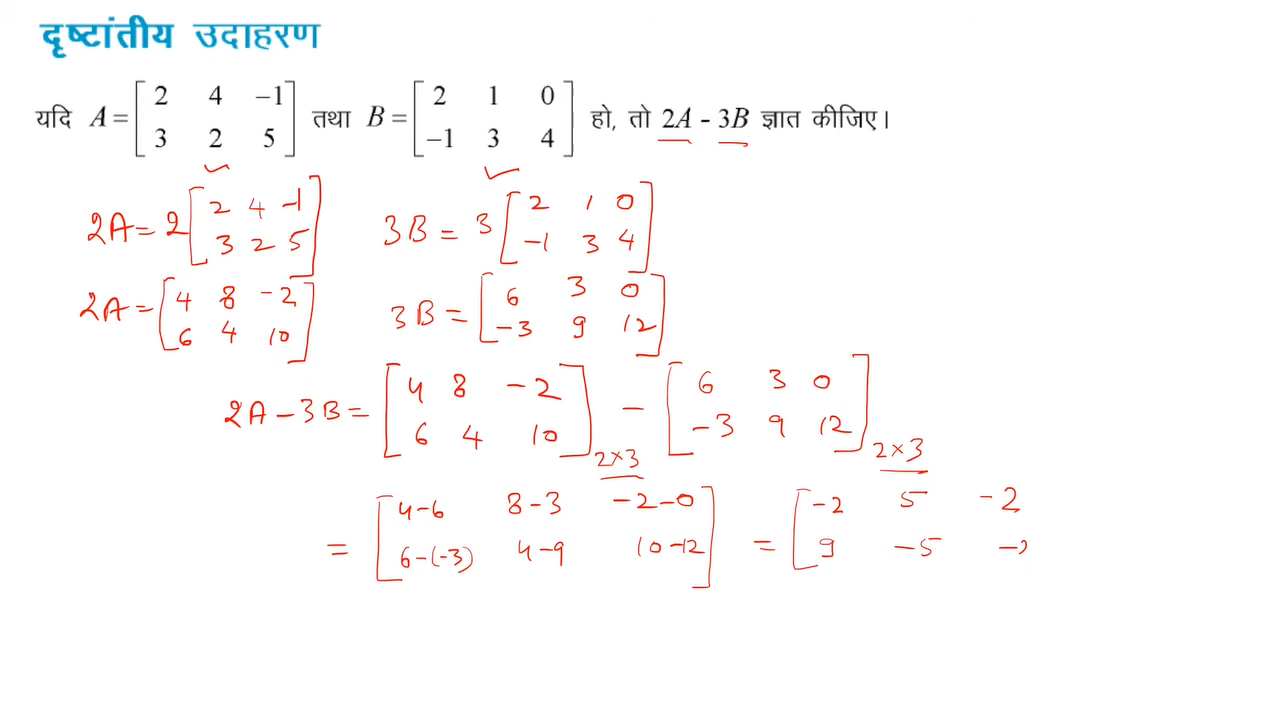 दृष्टांतीय उदाहरण
यदि A = [2 4 –1; 3 2 5] तथा B = [2 1 0; –1 3 4] हो, तो 2A - 3B ज्ञात कीजिए।
2A = 2 [2 4 -1; 3 2 5] 3B = 3 [2 1 0; -1 3 4]
2A = [4 8 -2; 6 4 10] 3B = [6 3 0; -3 9 12]
2A - 3B = [4 8 -2; 6 4 10] 2×3 - [6 3 0; -3 9 12] 2×3
= [4-6 8-3 -2-0; 6-(-3) 4-9 10-12] = [-2 5 -2; 9 -5